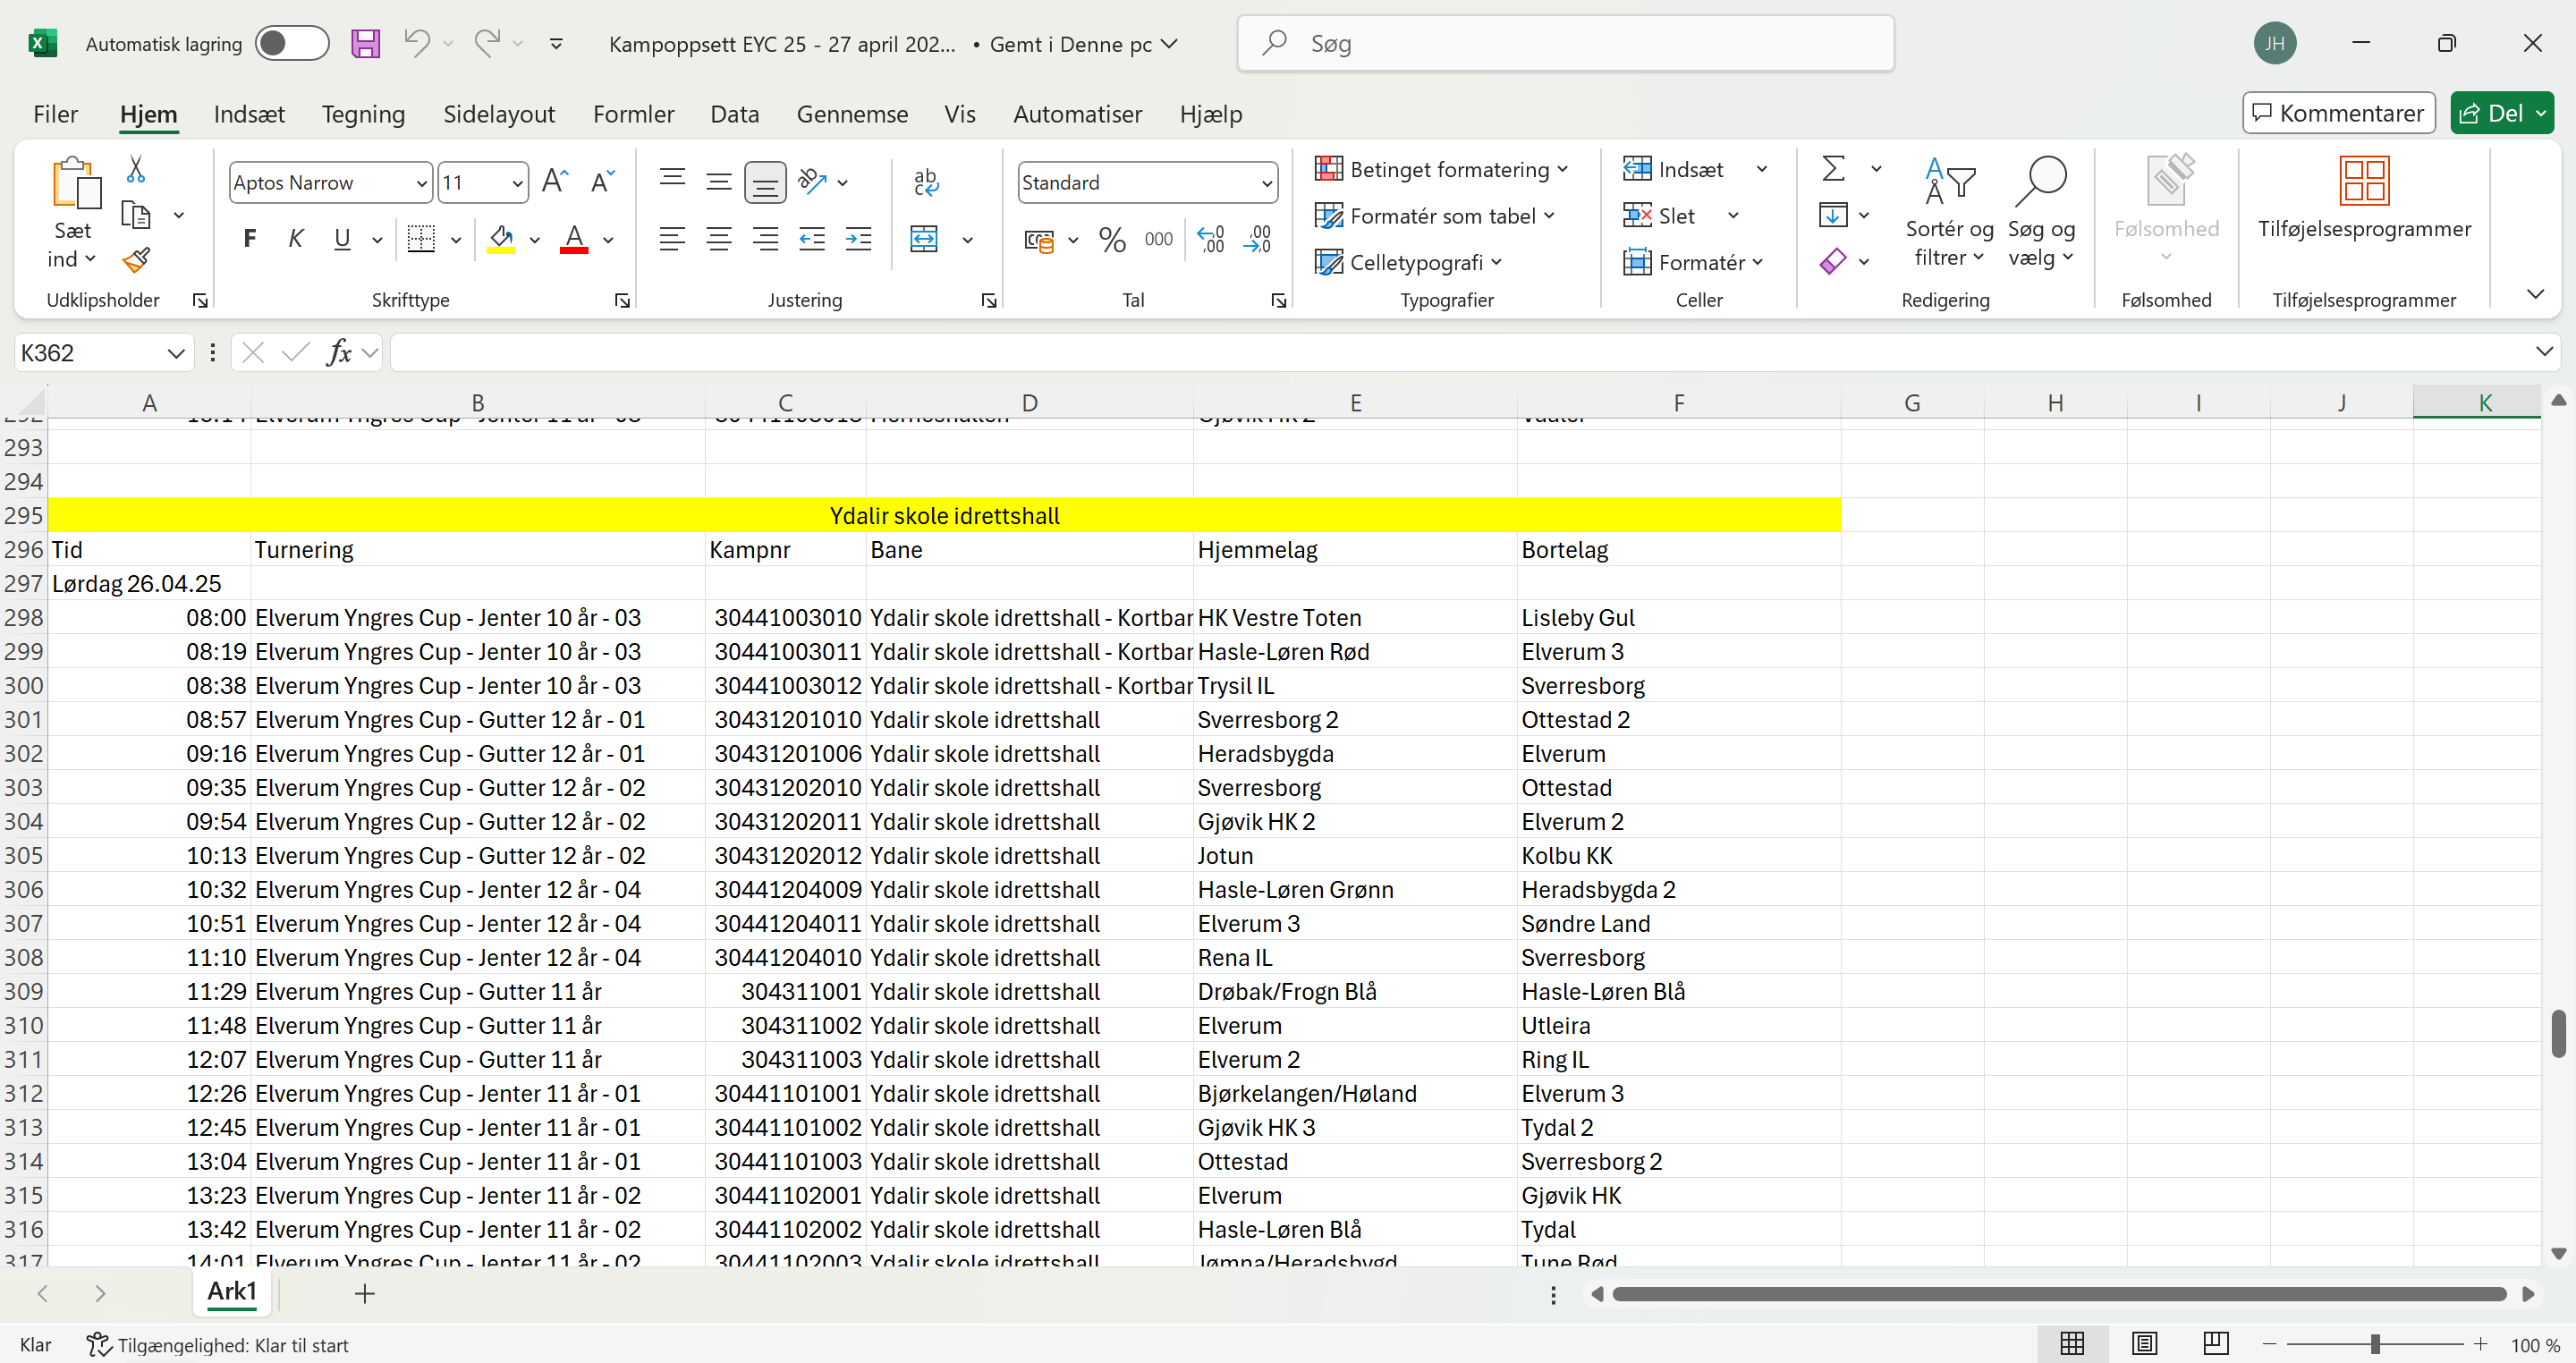 Automatisk lagring Kampoppsett EYC 25 - 27 april 202... • Gemt i Denne pc Søg JH
Filer Hjem Indsæt Tegning Sidelayout Formler Data Gennemse Vis Automatiser Hjælp Kommentarer Del
Sæt ind
Udklipsholder
Aptos Narrow 11
F K U
Skrifttype
Justering
Standard
% 000
Tal
Betinget formatering
Formatér som tabel
Celletypografi
Typografier
Indsæt
Slet
Formatér
Celler
Sortér og filtrer
Søg og vælg
Redigering
Følsomhed
Følsomhed
Tilføjelsesprogrammer
Tilføjelsesprogrammer
K362 fx
A B C D E F G H I J K
293
294
295 Ydalir skole idrettshall
296 Tid Turnering Kampnr Bane Hjemmelag Bortelag
297 Lørdag 26.04.25
298 08:00 Elverum Yngres Cup - Jenter 10 år - 03 30441003010 Ydalir skole idrettshall - Kortbar HK Vestre Toten Lisleby Gul
299 08:19 Elverum Yngres Cup - Jenter 10 år - 03 30441003011 Ydalir skole idrettshall - Kortbar Hasle-Løren Rød Elverum 3
300 08:38 Elverum Yngres Cup - Jenter 10 år - 03 30441003012 Ydalir skole idrettshall - Kortbar Trysil IL Sverresborg
301 08:57 Elverum Yngres Cup - Gutter 12 år - 01 30431201010 Ydalir skole idrettshall Sverresborg 2 Ottestad 2
302 09:16 Elverum Yngres Cup - Gutter 12 år - 01 30431201006 Ydalir skole idrettshall Heradsbygda Elverum
303 09:35 Elverum Yngres Cup - Gutter 12 år - 02 30431202010 Ydalir skole idrettshall Sverresborg Ottestad
304 09:54 Elverum Yngres Cup - Gutter 12 år - 02 30431202011 Ydalir skole idrettshall Gjøvik HK 2 Elverum 2
305 10:13 Elverum Yngres Cup - Gutter 12 år - 02 30431202012 Ydalir skole idrettshall Jotun Kolbu KK
306 10:32 Elverum Yngres Cup - Jenter 12 år - 04 30441204009 Ydalir skole idrettshall Hasle-Løren Grønn Heradsbygda 2
307 10:51 Elverum Yngres Cup - Jenter 12 år - 04 30441204011 Ydalir skole idrettshall Elverum 3 Søndre Land
308 11:10 Elverum Yngres Cup - Jenter 12 år - 04 30441204010 Ydalir skole idrettshall Rena IL Sverresborg
309 11:29 Elverum Yngres Cup - Gutter 11 år 304311001 Ydalir skole idrettshall Drøbak/Frogn Blå Hasle-Løren Blå
310 11:48 Elverum Yngres Cup - Gutter 11 år 304311002 Ydalir skole idrettshall Elverum Utleira
311 12:07 Elverum Yngres Cup - Gutter 11 år 304311003 Ydalir skole idrettshall Elverum 2 Ring IL
312 12:26 Elverum Yngres Cup - Jenter 11 år - 01 30441101001 Ydalir skole idrettshall Bjørkelangen/Høland Elverum 3
313 12:45 Elverum Yngres Cup - Jenter 11 år - 01 30441101002 Ydalir skole idrettshall Gjøvik HK 3 Tydal 2
314 13:04 Elverum Yngres Cup - Jenter 11 år - 01 30441101003 Ydalir skole idrettshall Ottestad Sverresborg 2
315 13:23 Elverum Yngres Cup - Jenter 11 år - 02 30441102001 Ydalir skole idrettshall Elverum Gjøvik HK
316 13:42 Elverum Yngres Cup - Jenter 11 år - 02 30441102002 Ydalir skole idrettshall Hasle-Løren Blå Tydal
317 14:01 Elverum Yngres Cup - Jenter 11 år - 02 30441102003 Ydalir skole idrettshall Jømna/Heradsbygd Tune Rød
Ark1
Klar Tilgængelighed: Klar til start 100 %